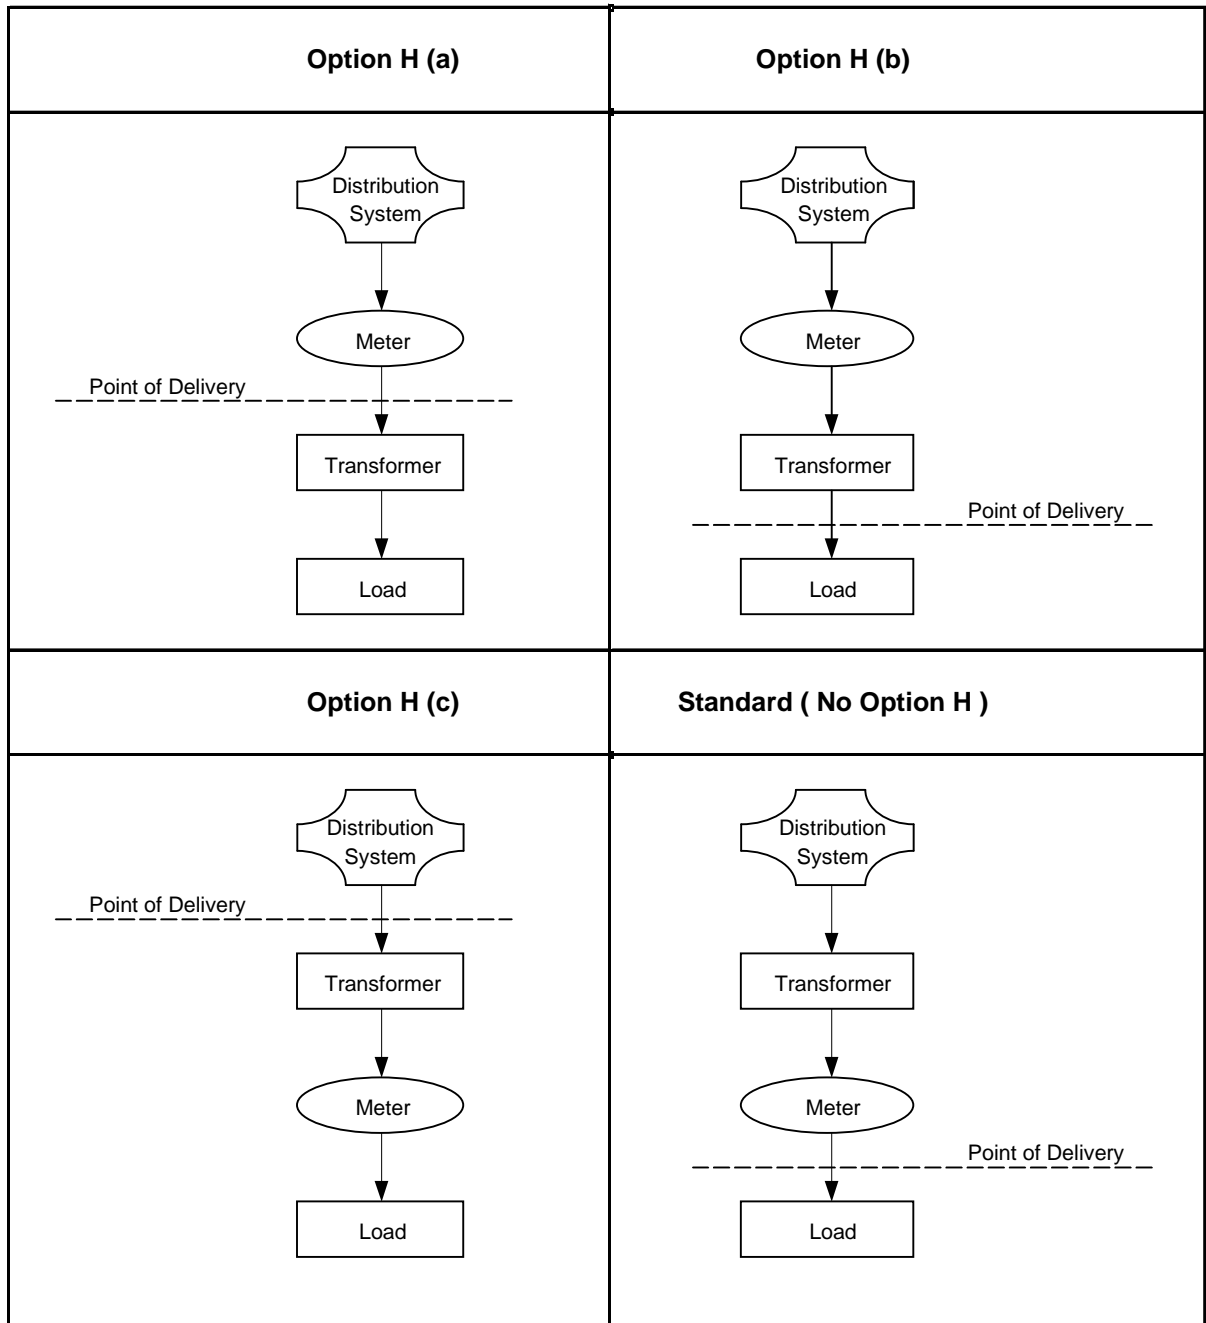 Option H (a)
Option H (b)
Distribution
System
Meter
Point of Delivery
Transformer
Load
Distribution
System
Meter
Transformer
Point of Delivery
Load
Option H (c)
Standard ( No Option H )
Distribution
System
Point of Delivery
Transformer
Meter
Load
Distribution
System
Transformer
Meter
Point of Delivery
Load